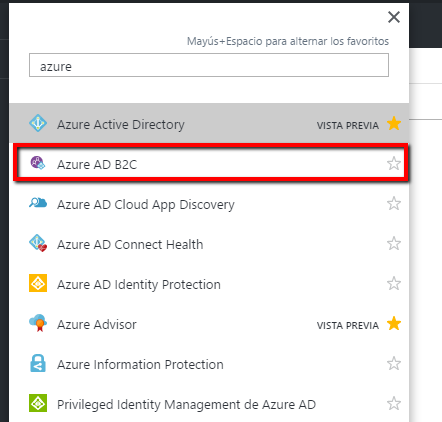 Mayús+Espacio para alternar los favoritos
azure
Azure Active Directory VISTA PREVIA
Azure AD B2C
Azure AD Cloud App Discovery
Azure AD Connect Health
Azure AD Identity Protection
Azure Advisor VISTA PREVIA
Azure Information Protection
Privileged Identity Management de Azure AD